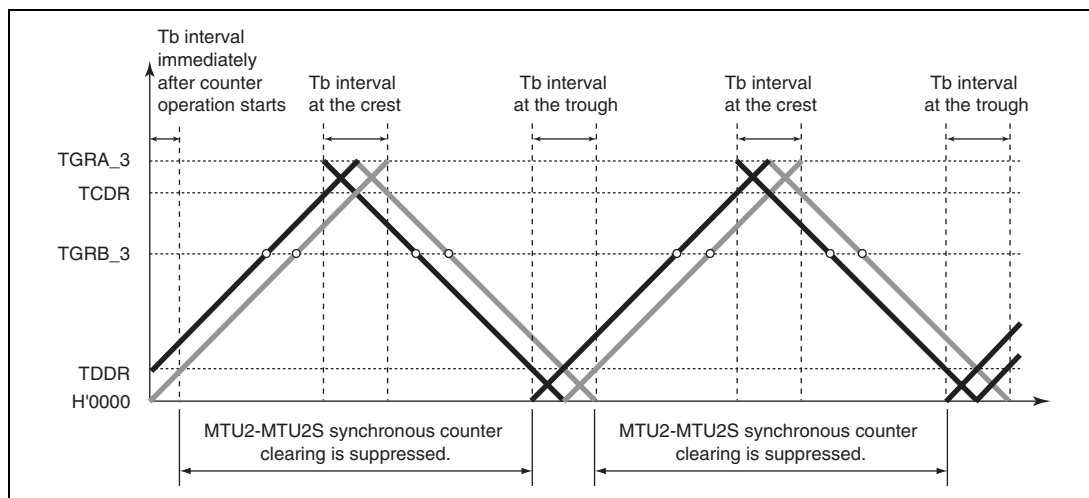 Tb interval
immediately
after counter
operation starts
Tb interval
at the crest
Tb interval
at the trough
Tb interval
at the crest
Tb interval
at the trough
TGRA_3
TCDR
TGRB_3
TDDR
H'0000
MTU2-MTU2S synchronous counter
clearing is suppressed.
MTU2-MTU2S synchronous counter
clearing is suppressed.